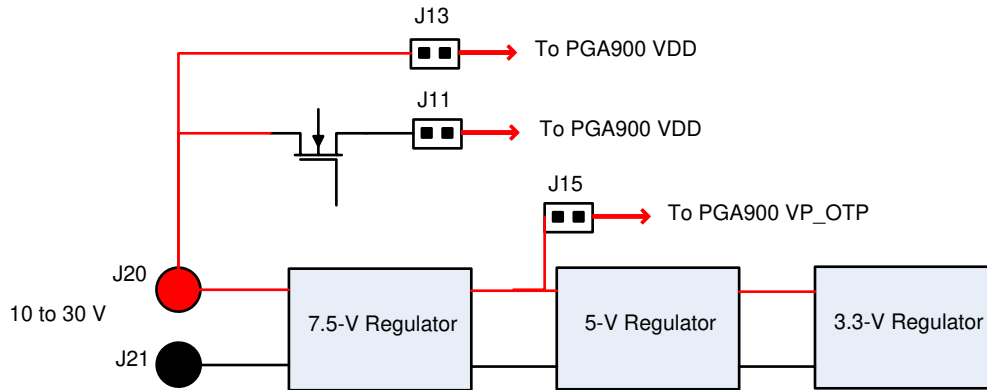 J13
To PGA900 VDD
J11
To PGA900 VDD
J15
To PGA900 VP_OTP
J20
10 to 30 V
7.5-V Regulator
5-V Regulator
3.3-V Regulator
J21